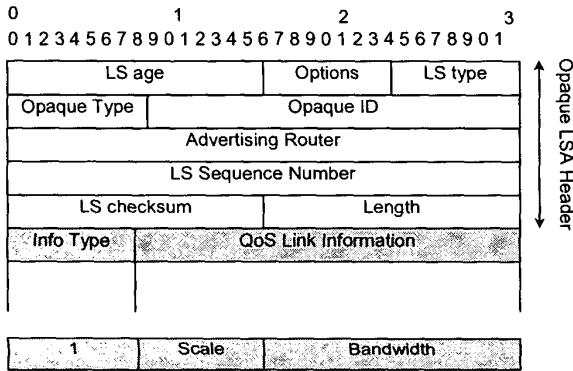 0 1 2 3
0 1 2 3 4 5 6 7 8 9 0 1 2 3 4 5 6 7 8 9 0 1 2 3 4 5 6 7 8 9 0 1
LS age Options LS type
Opaque Type Opaque ID
Advertising Router
LS Sequence Number
LS checksum Length
Info Type QoS Link Information
1 Scale Bandwidth
Opaque LSA Header